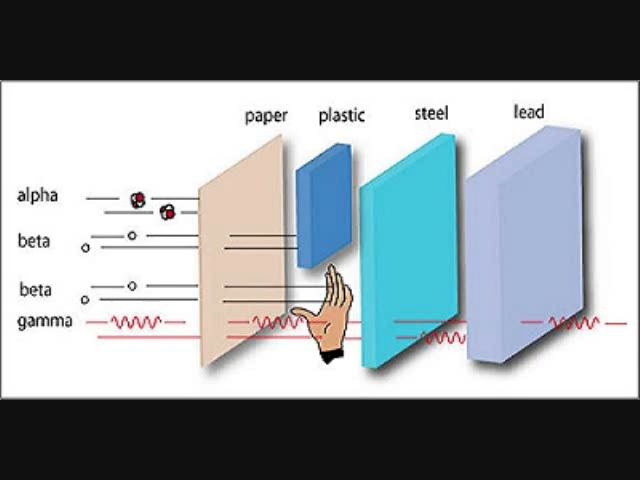 paper plastic steel lead
alpha
beta
beta
gamma